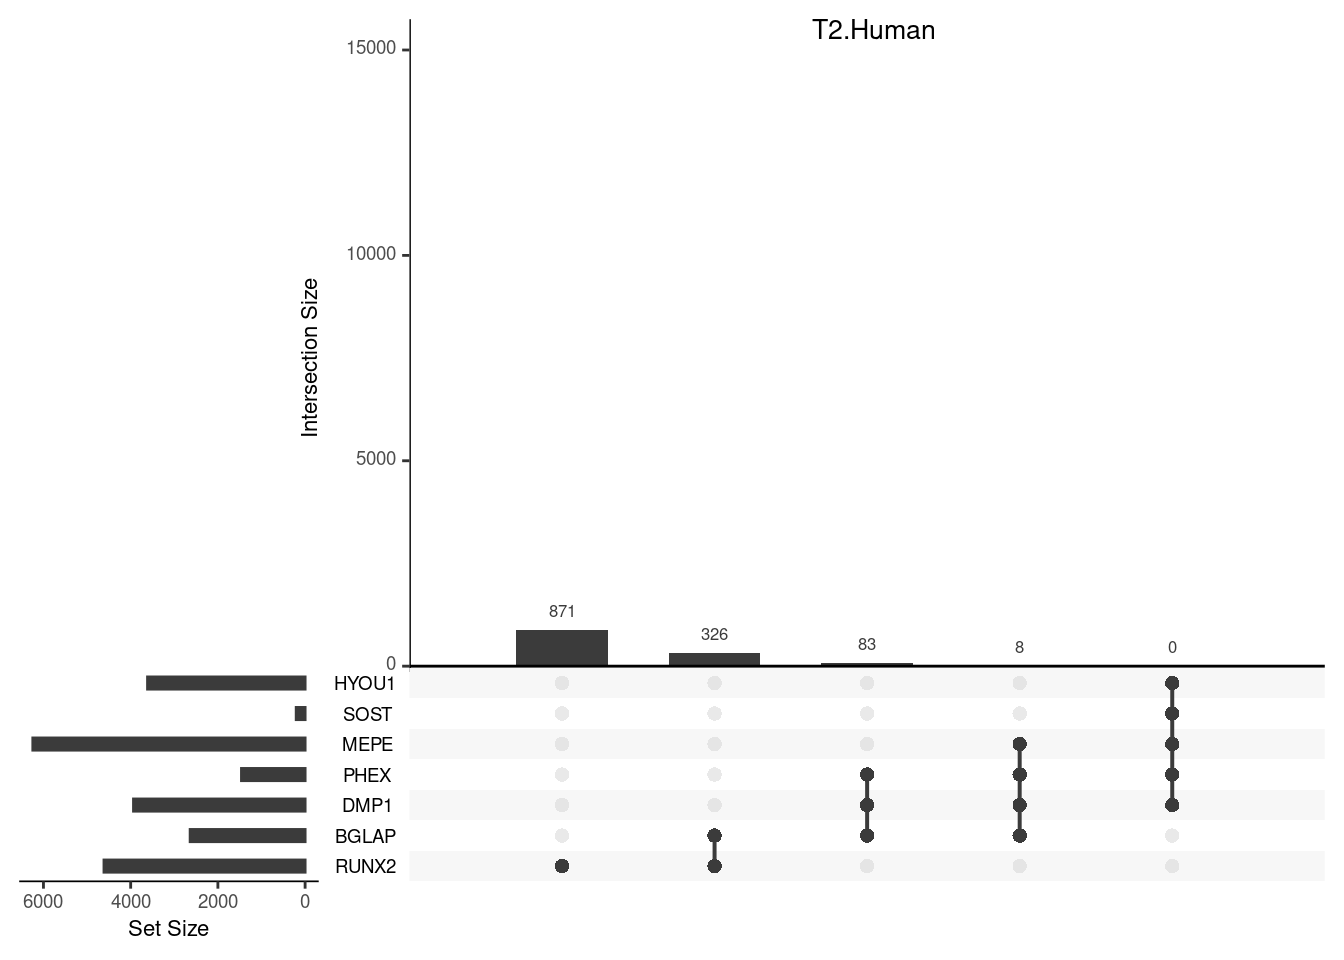 T2.Human
15000
10000
5000
0
Intersection Size
871
326
83
8
0
HYOU1
SOST
MEPE
PHEX
DMP1
BGLAP
RUNX2
6000 4000 2000 0
Set Size